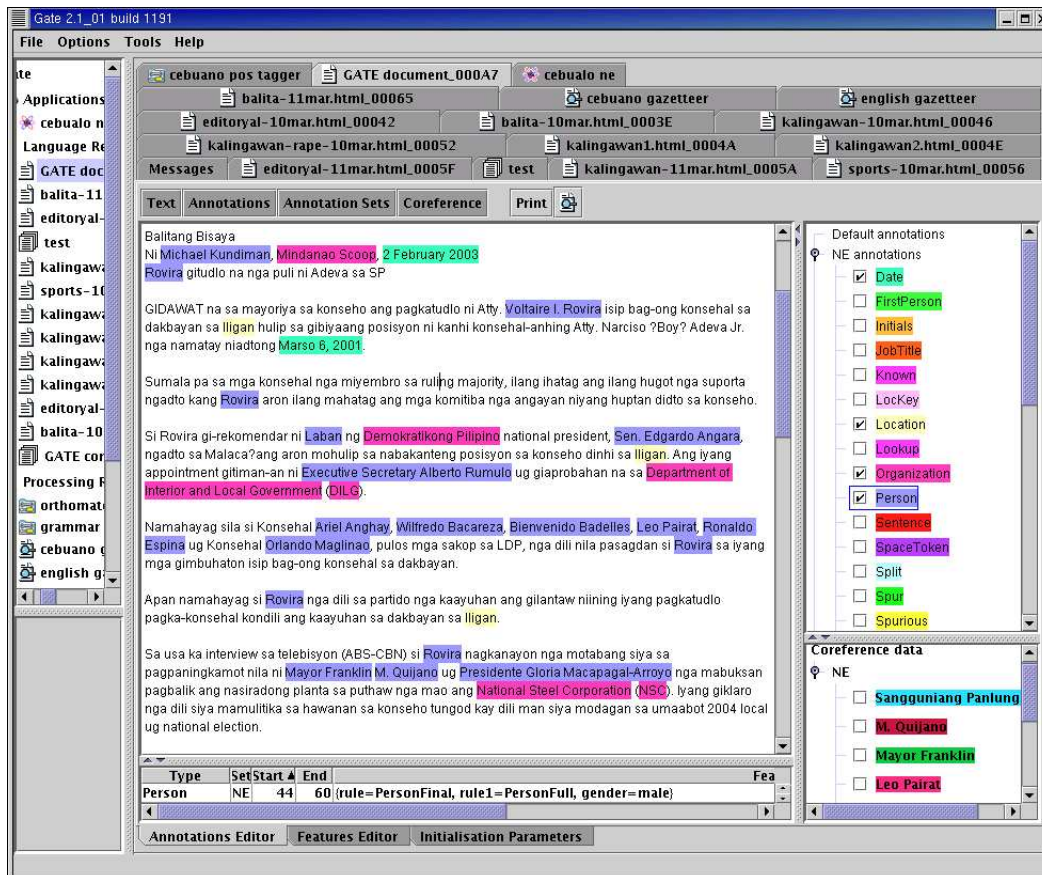 Gate 2.1_01 build 1191
File Options Tools Help
cebuano pos tagger GATE document_000A7 cebualo ne
balita-11mar.html_00065 cebuano gazetteer english gazetteer
editoryal-10mar.html_00042 balita-10mar.html_0003E kalingawan-10mar.html_00046
kalingawan-rape-10mar.html_00052 kalingawan1.html_0004A kalingawan2.html_0004E
Messages editoryal-11mar.html_0005F test kalingawan-11mar.html_0005A sports-10mar.html_00056
ate
Applications
cebualo n
Language Re
GATE doc
balita-11
editoryal-
test
kalingawa
sports-10
kalingawa
kalingawa
kalingawa
kalingawa
editoryal-
balita-10
GATE cor
Processing R
orthomat
grammar
cebuano g
english g
Text Annotations Annotation Sets Coreference Print
Balitang Bisaya
Ni Michael Kundiman, Mindanao Scoop, 2 February 2003
Rovira gitudlo na nga puli ni Adeva sa SP
GIDAWAT na sa mayoriya sa konseho ang pagkatudlo ni Atty. Voltaire I. Rovira isip bag-ong konsehal sa
dakbayan sa Iligan hulip sa gibiyaang posisyon ni kanhi konsehal-anhing Atty. Narciso ?Boy? Adeva Jr.
nga namatay niadtong Marso 6, 2001.
Sumala pa sa mga konsehal nga miyembro sa ruling majority, ilang ihatag ang ilang hugot nga suporta
ngadto kang Rovira aron ilang mahatag ang mga komitiba nga angayan niyang huptan didto sa konseho.
Si Rovira gi-rekomendar ni Laban ng Demokratikong Pilipino national president, Sen. Edgardo Angara,
ngadto sa Malaca?ang aron mohulip sa nabakanteng posisyon sa konseho dinhi sa Iligan. Ang iyang
appointment gitiman-an ni Executive Secretary Alberto Rumulo ug giaprobahan na sa Department of
Interior and Local Government (DILG).
Namahayag sila si Konsehal Ariel Anghay, Wilfredo Bacareza, Bienvenido Badelles, Leo Pairat, Ronaldo
Espina ug Konsehal Orlando Maglinao, pulos mga sakop sa LDP, nga dili nila pasagdan si Rovira sa iyang
mga gimbuhaton isip bag-ong konsehal sa dakbayan.
Apan namahayag si Rovira nga dili sa partido nga kaayuhan ang gilantaw niining iyang pagkatudlo
pagka-konsehal kondili ang kaayuhan sa dakbayan sa Iligan.
Sa usa ka interview sa telebisyon (ABS-CBN) si Rovira nagkanayon nga motabang siya sa
pagpaningkamot nila ni Mayor Franklin M. Quijano ug Presidente Gloria Macapagal-Arroyo nga mabuksan
pagbalik ang nasiradong planta sa puthaw nga mao ang National Steel Corporation (NSC). Iyang giklaro
nga dili siya mamulitika sa hawanan sa konseho tungod kay dili man siya modagan sa umaabot 2004 local
ug national election.
Default annotations
NE annotations
Date
FirstPerson
Initials
JobTitle
Known
LocKey
Location
Lookup
Organization
Person
Sentence
SpaceToken
Split
Spur
Spurious
Coreference data
NE
Sangguniang Panlung
M. Quijano
Mayor Franklin
Leo Pairat
Type Set Start End Fea
Person NE 44 60 {rule=PersonFinal, rule1=PersonFull, gender=male}
Annotations Editor Features Editor Initialisation Parameters